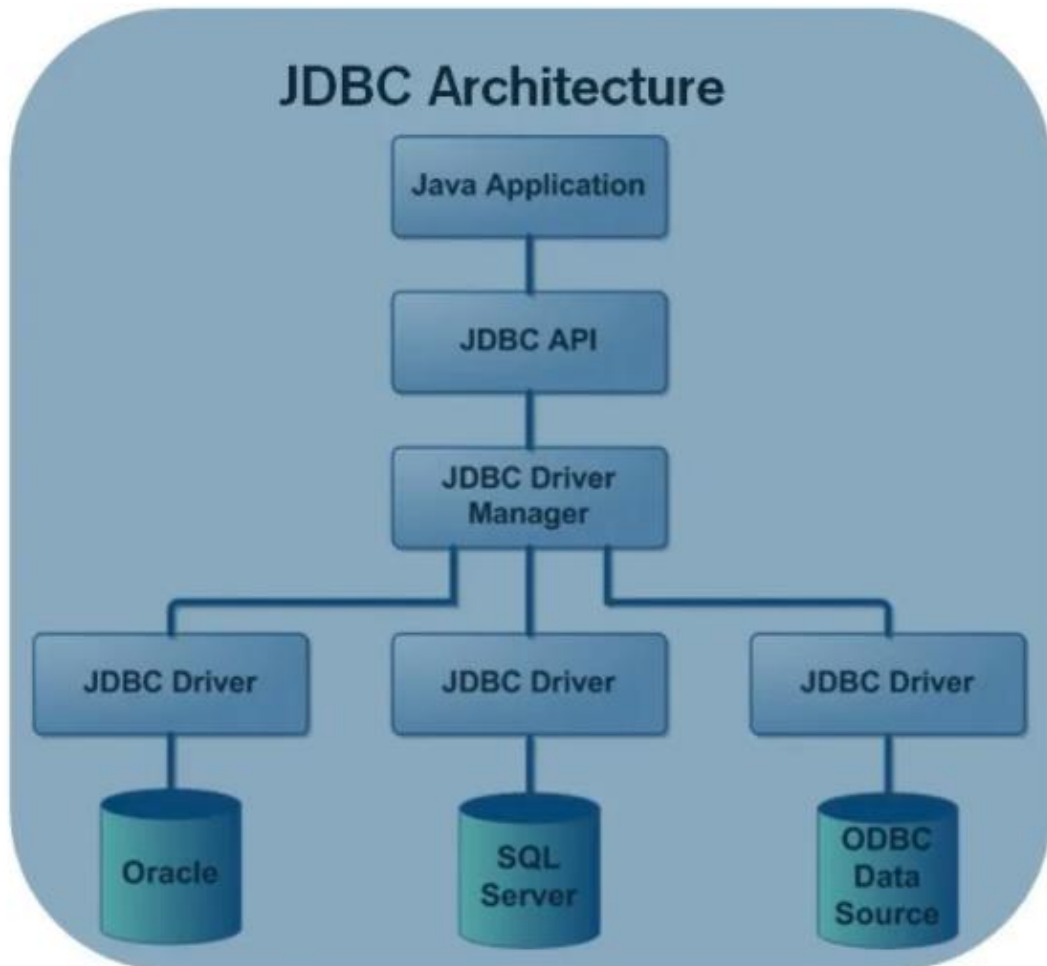 JDBC Architecture
Java Application
JDBC API
JDBC Driver
Manager
JDBC Driver
JDBC Driver
JDBC Driver
Oracle
SQL
Server
ODBC
Data
Source